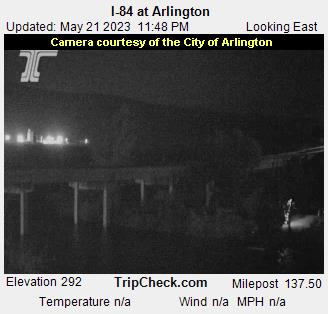 I-84 at Arlington
Updated: May 21 2023 11:48 PM Looking East
Camera courtesy of the City of Arlington
Elevation 292 TripCheck.com Milepost 137.50
Temperature n/a Wind n/a MPH n/a